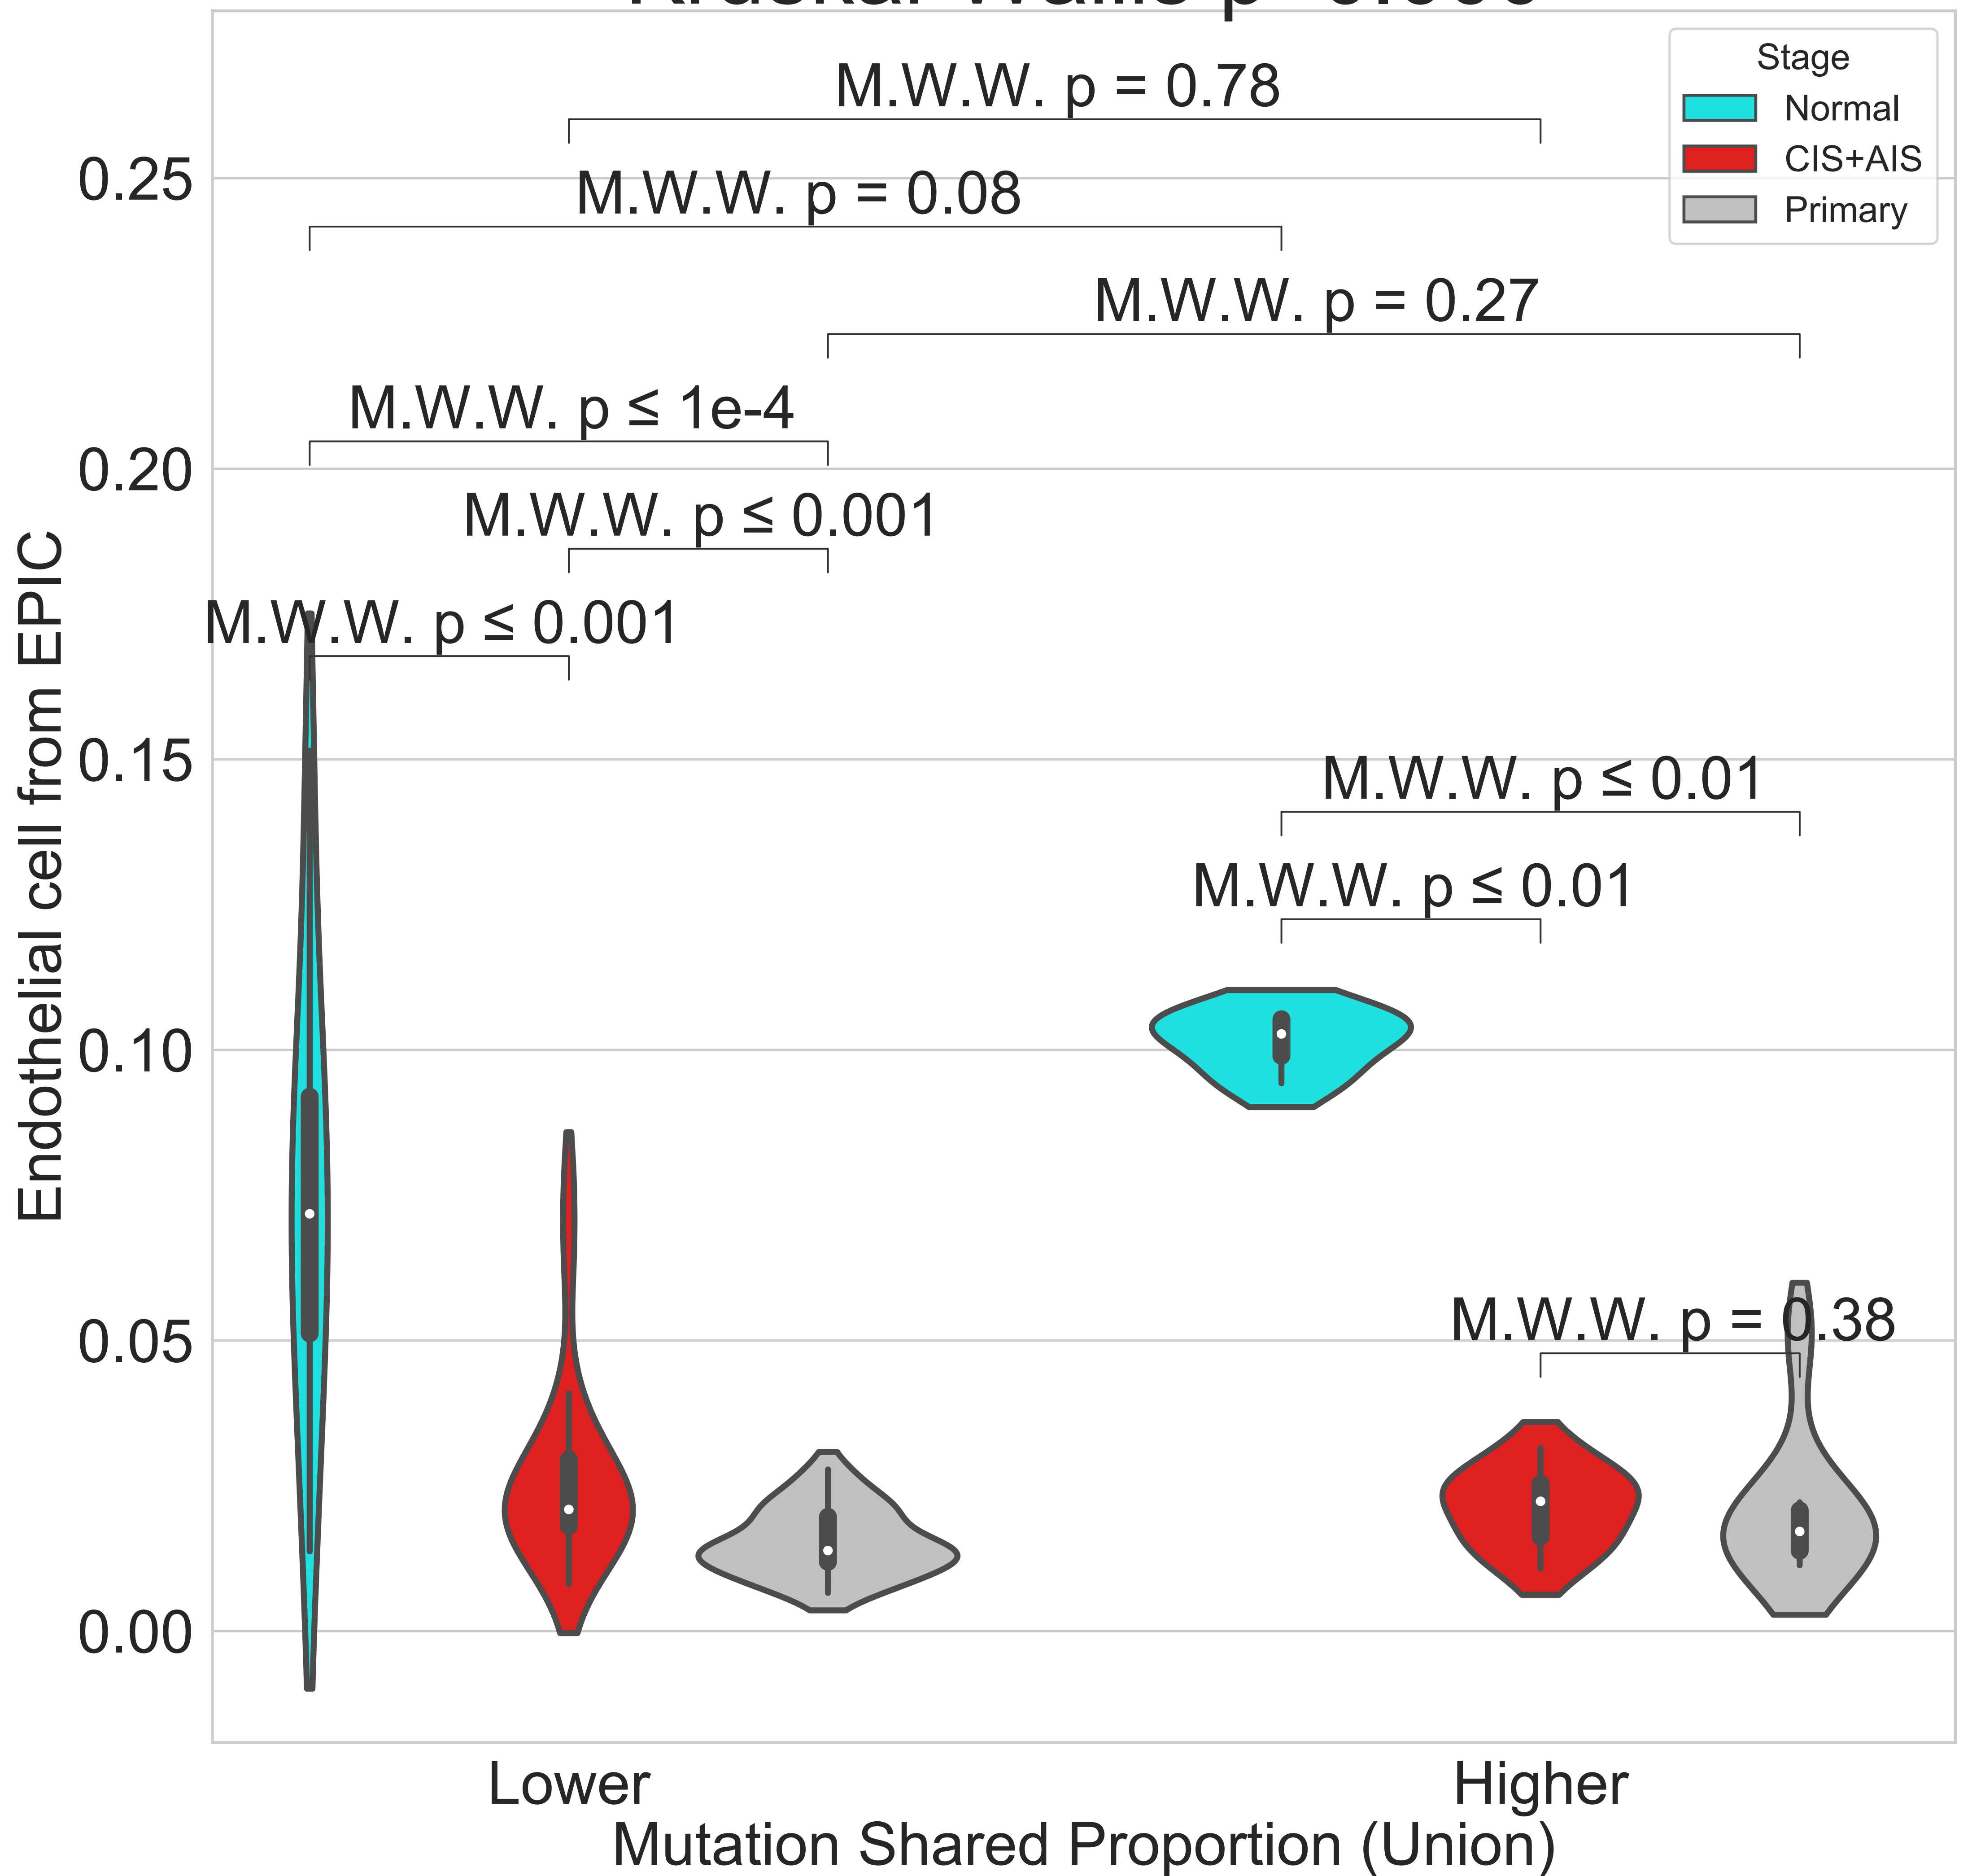 M.W.W. p = 0.78
M.W.W. p = 0.08
M.W.W. p = 0.27
M.W.W. p ≤ 1e-4
M.W.W. p ≤ 0.001
M.W.W. p ≤ 0.001
M.W.W. p ≤ 0.01
M.W.W. p ≤ 0.01
M.W.W. p = 0.38
Stage
Normal
CIS+AIS
Primary
0.25
0.20
0.15
0.10
0.05
0.00
Endothelial cell from EPIC
Lower
Higher
Mutation Shared Proportion (Union)